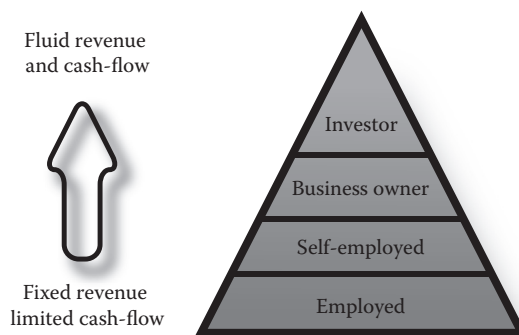 Fluid revenue
and cash-flow
Investor
Business owner
Self-employed
Fixed revenue
limited cash-flow
Employed